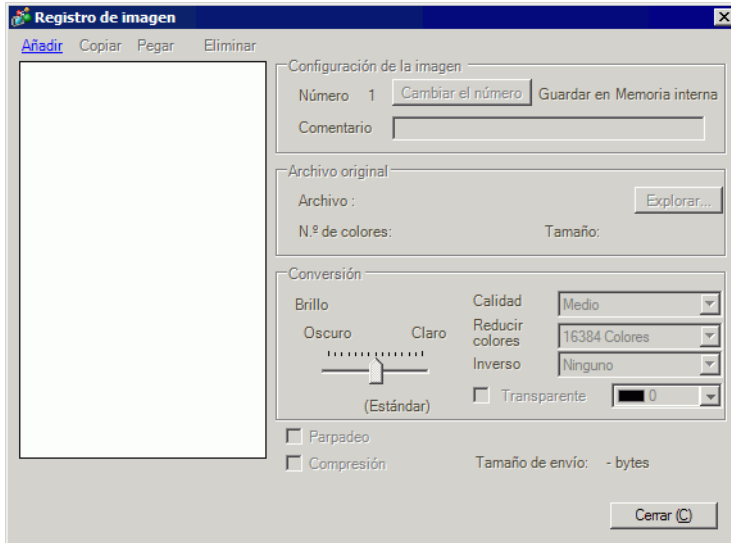 Registro de imagen
Añadir Copiar Pegar Eliminar
Configuración de la imagen
Número 1 Cambiar el número Guardar en Memoria interna
Comentario
Archivo original
Archivo : Explorar...
N.º de colores: Tamaño:
Conversión
Brillo
Oscuro Claro
(Estándar)
Calidad Medio
Reducir colores 16384 Colores
Inverso Ninguno
Transparente 0
Parpadeo
Compresión Tamaño de envío: - bytes
Cerrar (C)